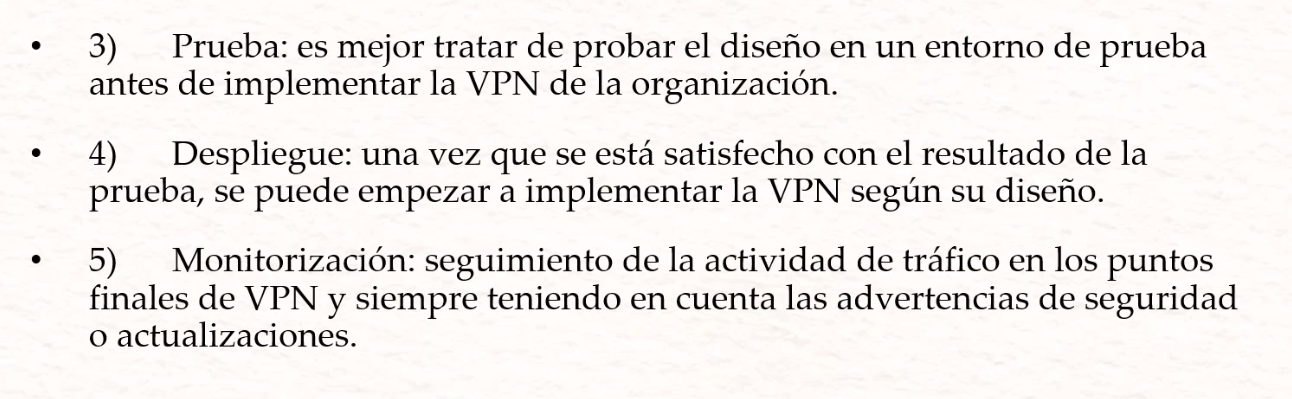 • 3) Prueba: es mejor tratar de probar el diseño en un entorno de prueba
antes de implementar la VPN de la organización.
• 4) Despliegue: una vez que se está satisfecho con el resultado de la
prueba, se puede empezar a implementar la VPN según su diseño.
• 5) Monitorización: seguimiento de la actividad de tráfico en los puntos
finales de VPN y siempre teniendo en cuenta las advertencias de seguridad
o actualizaciones.